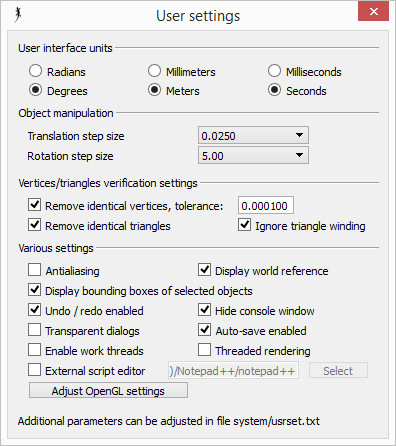 User settings
User interface units
Radians Millimeters Milliseconds
Degrees Meters Seconds
Object manipulation
Translation step size 0.0250
Rotation step size 5.00
Vertices/triangles verification settings
Remove identical vertices, tolerance: 0.000100
Remove identical triangles Ignore triangle winding
Various settings
Antialiasing Display world reference
Display bounding boxes of selected objects
Undo / redo enabled Hide console window
Transparent dialogs Auto-save enabled
Enable work threads Threaded rendering
External script editor )/Notepad++/notepad++ Select
Adjust OpenGL settings
Additional parameters can be adjusted in file system/usrset.txt